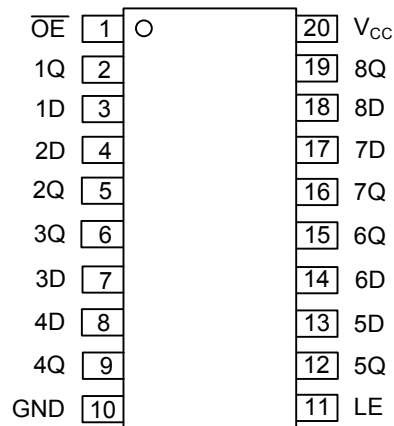 O̅E̅ 1 20 V_CC
1Q 2 19 8Q
1D 3 18 8D
2D 4 17 7D
2Q 5 16 7Q
3Q 6 15 6Q
3D 7 14 6D
4D 8 13 5D
4Q 9 12 5Q
GND 10 11 LE